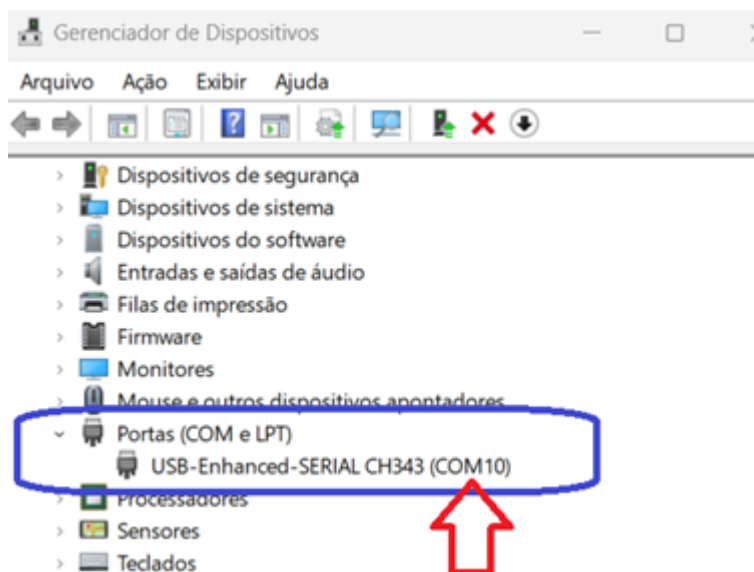 Gerenciador de Dispositivos
Arquivo Ação Exibir Ajuda
Dispositivos de segurança
Dispositivos de sistema
Dispositivos do software
Entradas e saídas de áudio
Filas de impressão
Firmware
Monitores
Mouse e outros dispositivos apontadores
Portas (COM e LPT)
USB-Enhanced-SERIAL CH343 (COM10)
Processadores
Sensores
Teclados